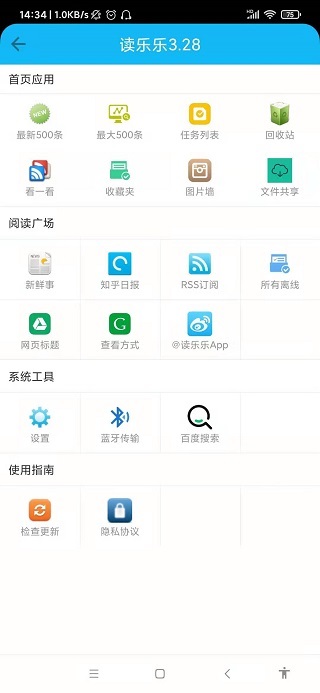 14:34 | 1.0KB/s
75
读乐乐3.28
首页应用
最新500条 最大500条 任务列表 回收站
看一看 收藏夹 图片墙 文件共享
阅读广场
新鲜事 知乎日报 RSS订阅 所有离线
网页标题 查看方式 @读乐乐App
系统工具
设置 蓝牙传输 百度搜索
使用指南
检查更新 隐私协议